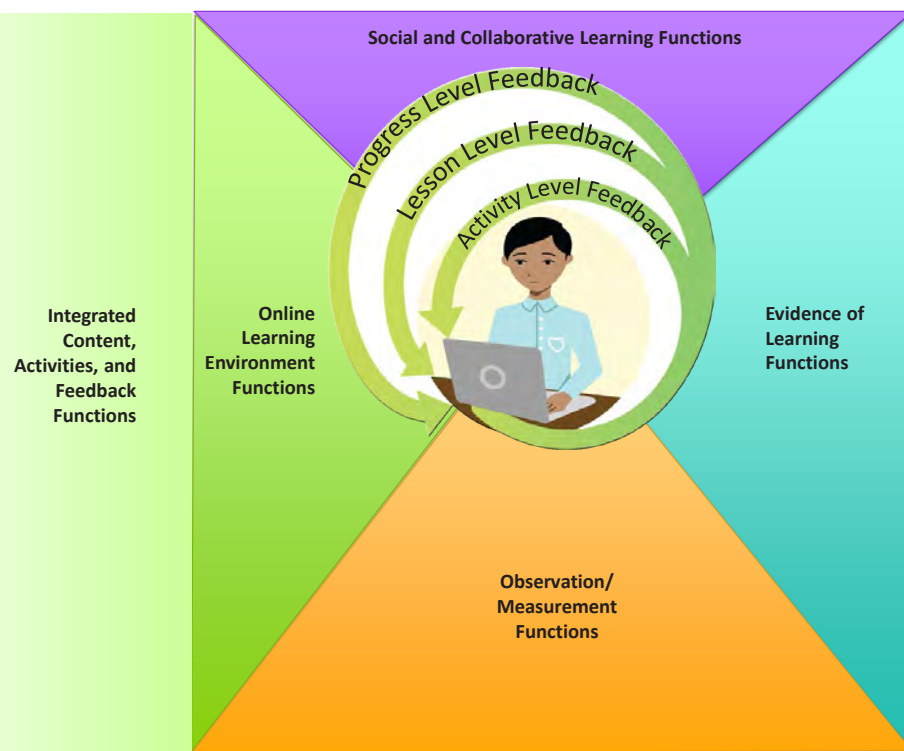 Social and Collaborative Learning Functions
Progress Level Feedback
Lesson Level Feedback
Activity Level Feedback
Integrated
Content,
Activities, and
Feedback
Functions
Online
Learning
Environment
Functions
Evidence of
Learning
Functions
Observation/
Measurement
Functions